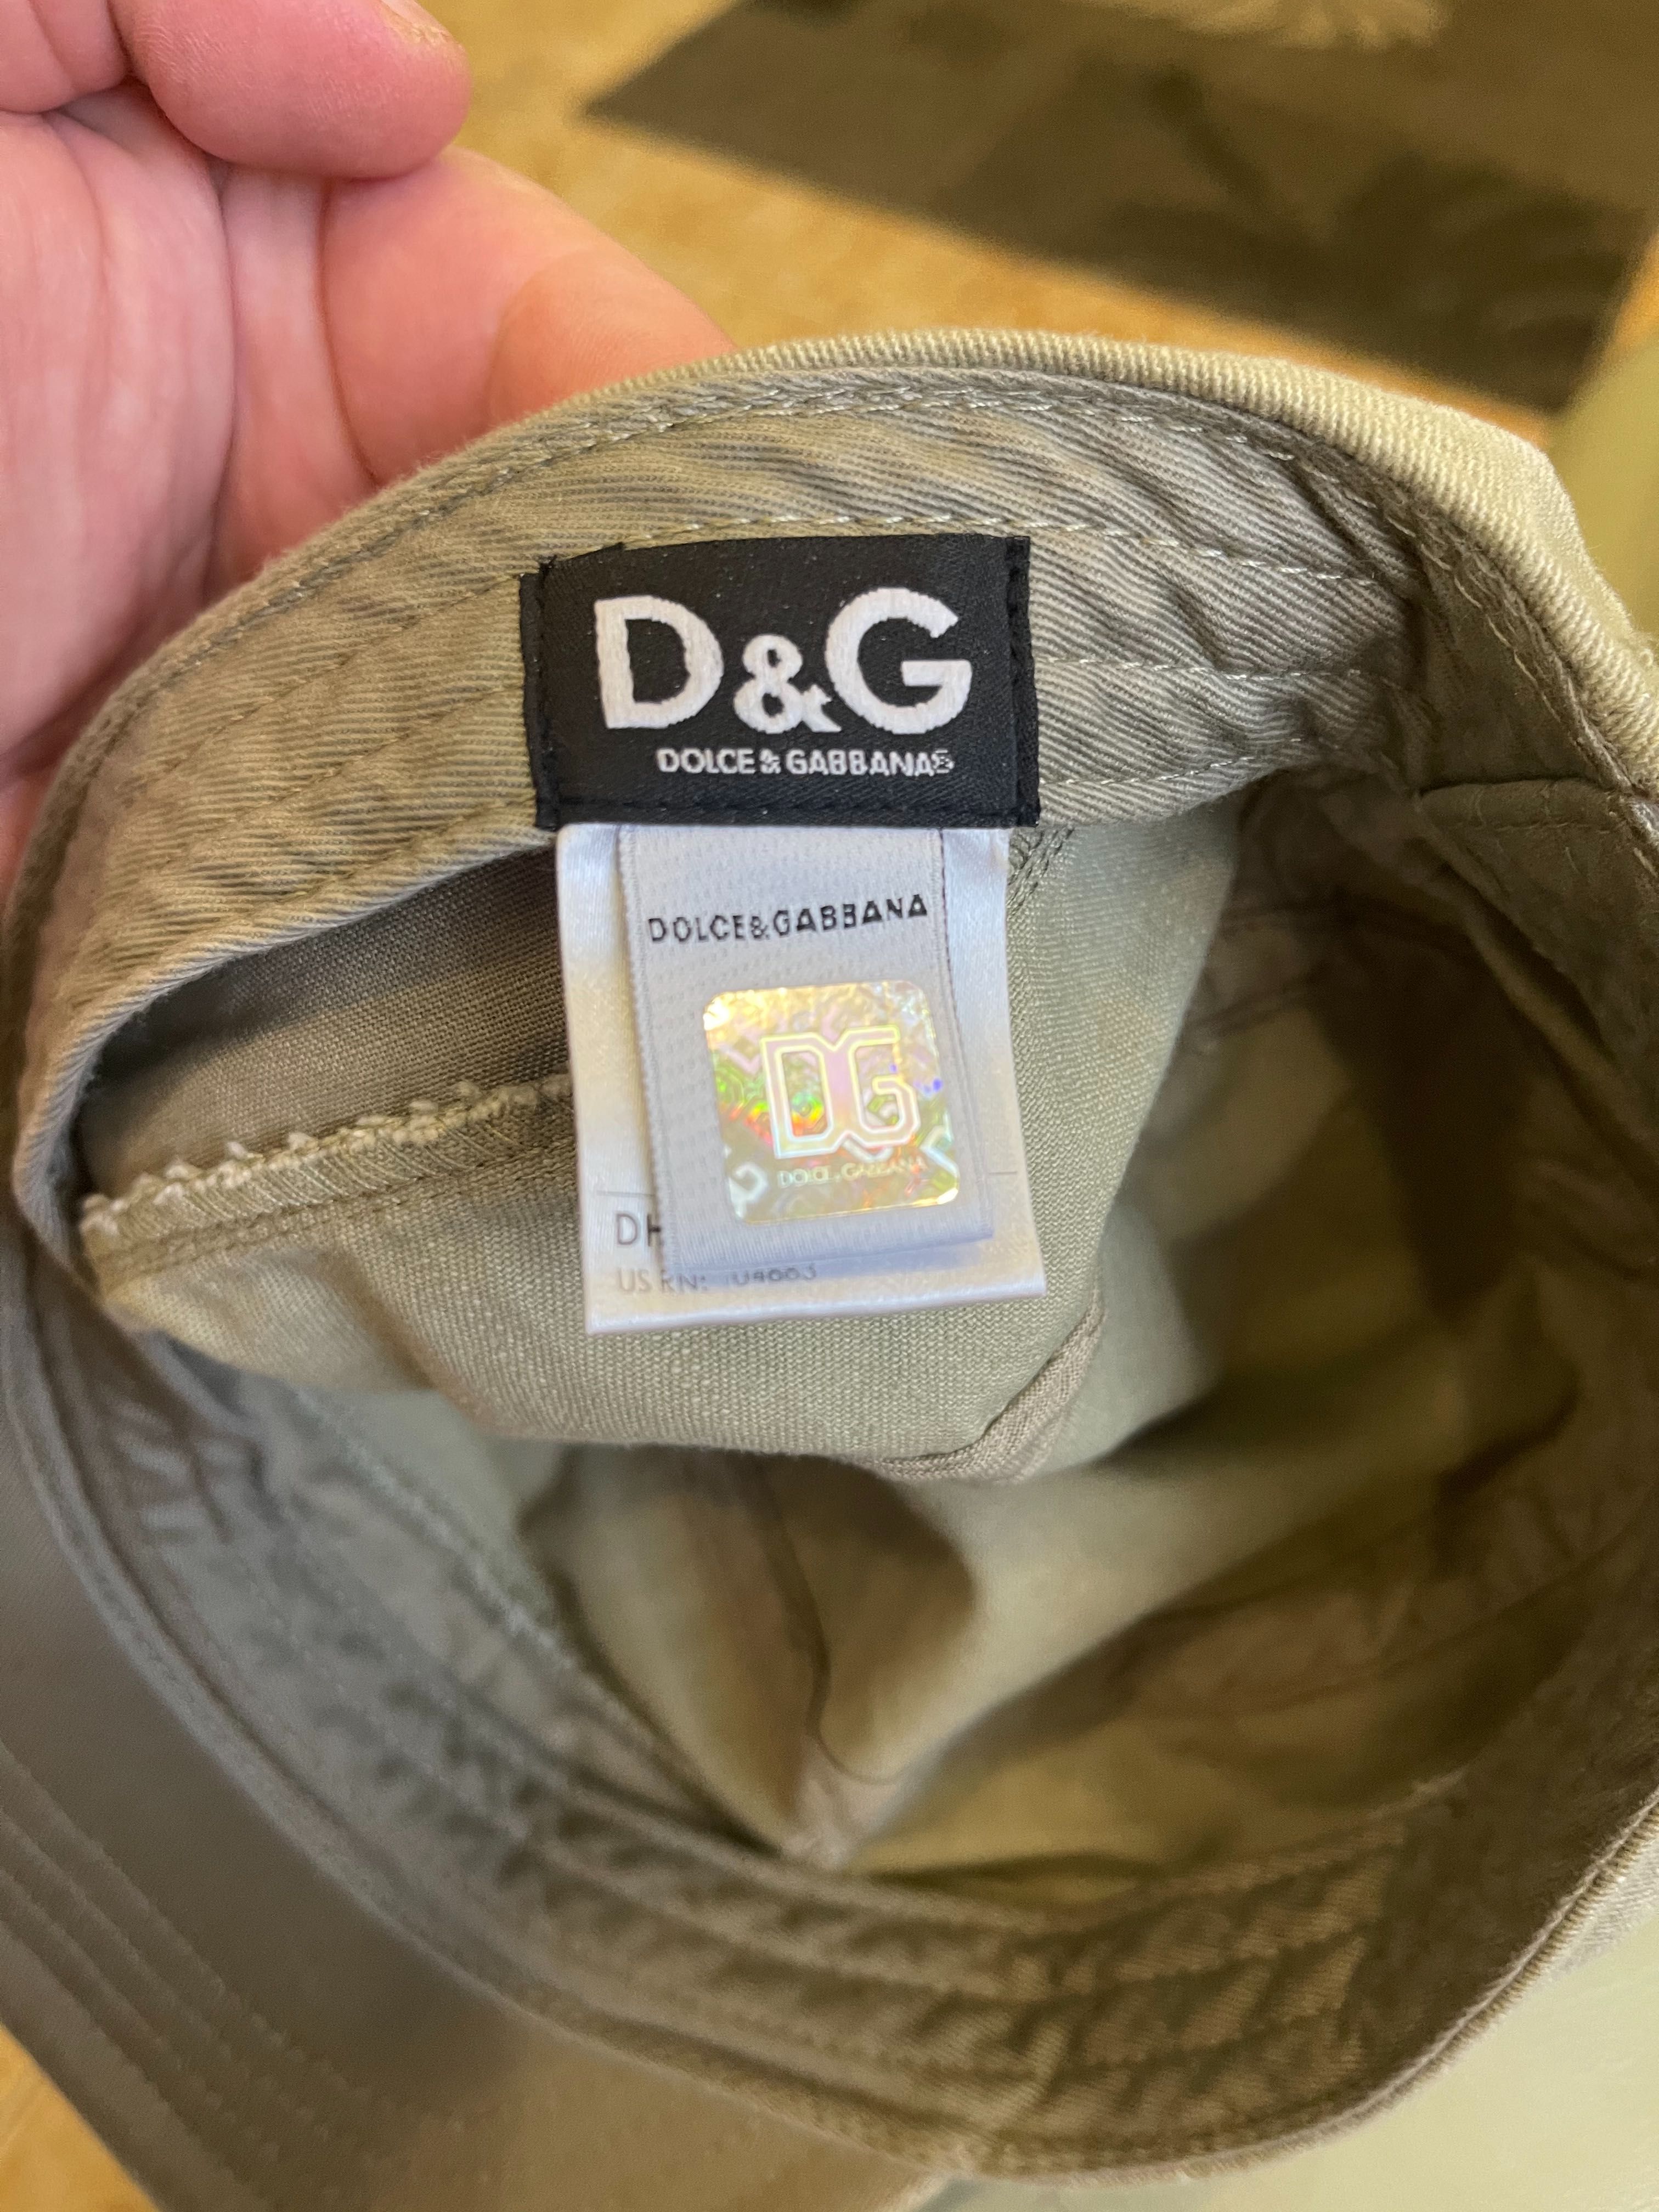 D&G
DOLCE & GABBANA®
DOLCE&GABBANA
DG
DOLCE & GABBANA
US RN: